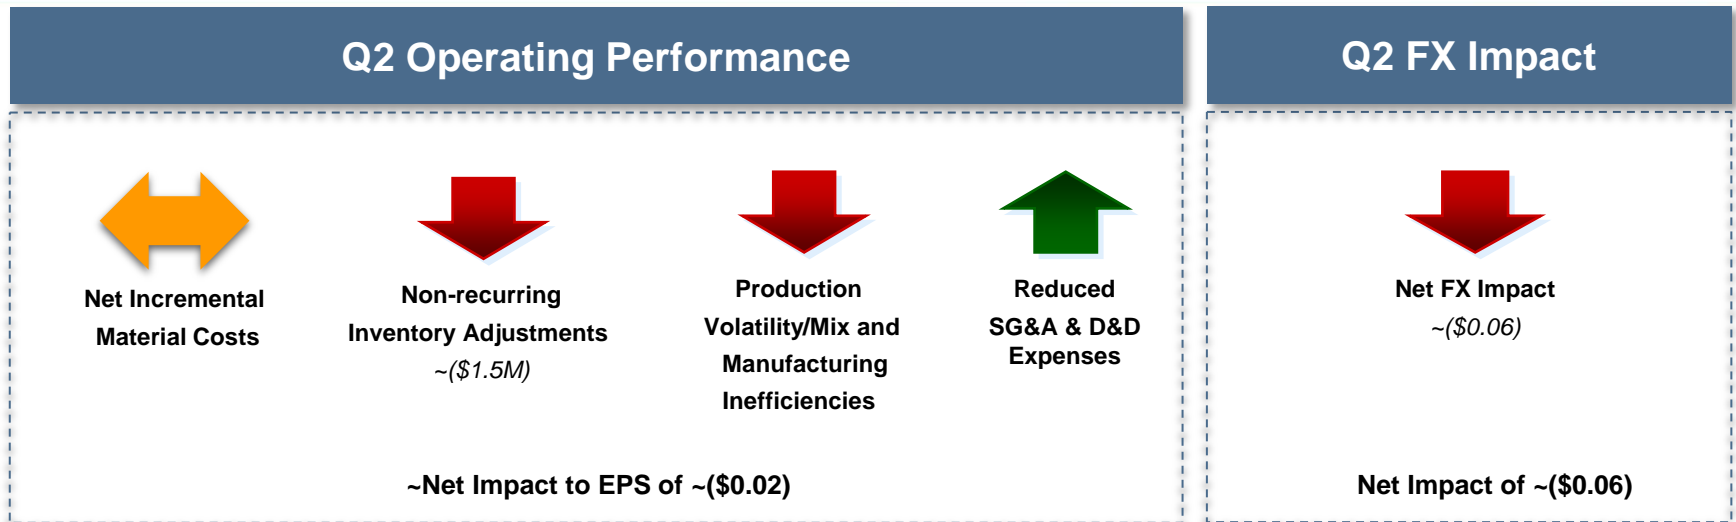 Q2 Operating Performance
Net Incremental
Material Costs
Non-recurring
Inventory Adjustments
~($1.5M)
Production
Volatility/Mix and
Manufacturing
Inefficiencies
Reduced
SG&A & D&D
Expenses
~Net Impact to EPS of ~($0.02)
Q2 FX Impact
Net FX Impact
~($0.06)
Net Impact of ~($0.06)